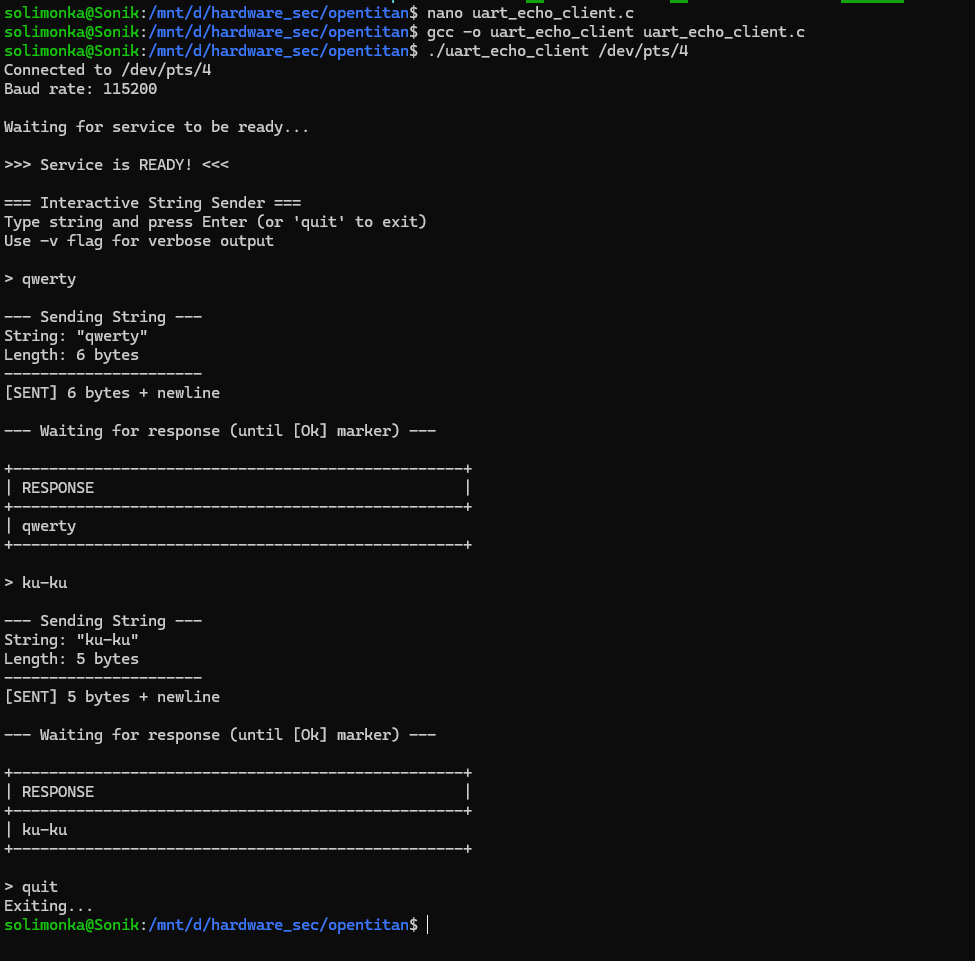 solimonka@Sonik:/mnt/d/hardware_sec/opentitan$ nano uart_echo_client.c
solimonka@Sonik:/mnt/d/hardware_sec/opentitan$ gcc -o uart_echo_client uart_echo_client.c
solimonka@Sonik:/mnt/d/hardware_sec/opentitan$ ./uart_echo_client /dev/pts/4
Connected to /dev/pts/4
Baud rate: 115200
Waiting for service to be ready...
>>> Service is READY! <<<
=== Interactive String Sender ===
Type string and press Enter (or 'quit' to exit)
Use -v flag for verbose output
> qwerty
--- Sending String ---
String: "qwerty"
Length: 6 bytes
----------------------
[SENT] 6 bytes + newline
--- Waiting for response (until [Ok] marker) ---
+--------------------------------------------------+
| RESPONSE                                         |
+--------------------------------------------------+
| qwerty
+--------------------------------------------------+
> ku-ku
--- Sending String ---
String: "ku-ku"
Length: 5 bytes
----------------------
[SENT] 5 bytes + newline
--- Waiting for response (until [Ok] marker) ---
+--------------------------------------------------+
| RESPONSE                                         |
+--------------------------------------------------+
| ku-ku
+--------------------------------------------------+
> quit
Exiting...
solimonka@Sonik:/mnt/d/hardware_sec/opentitan$